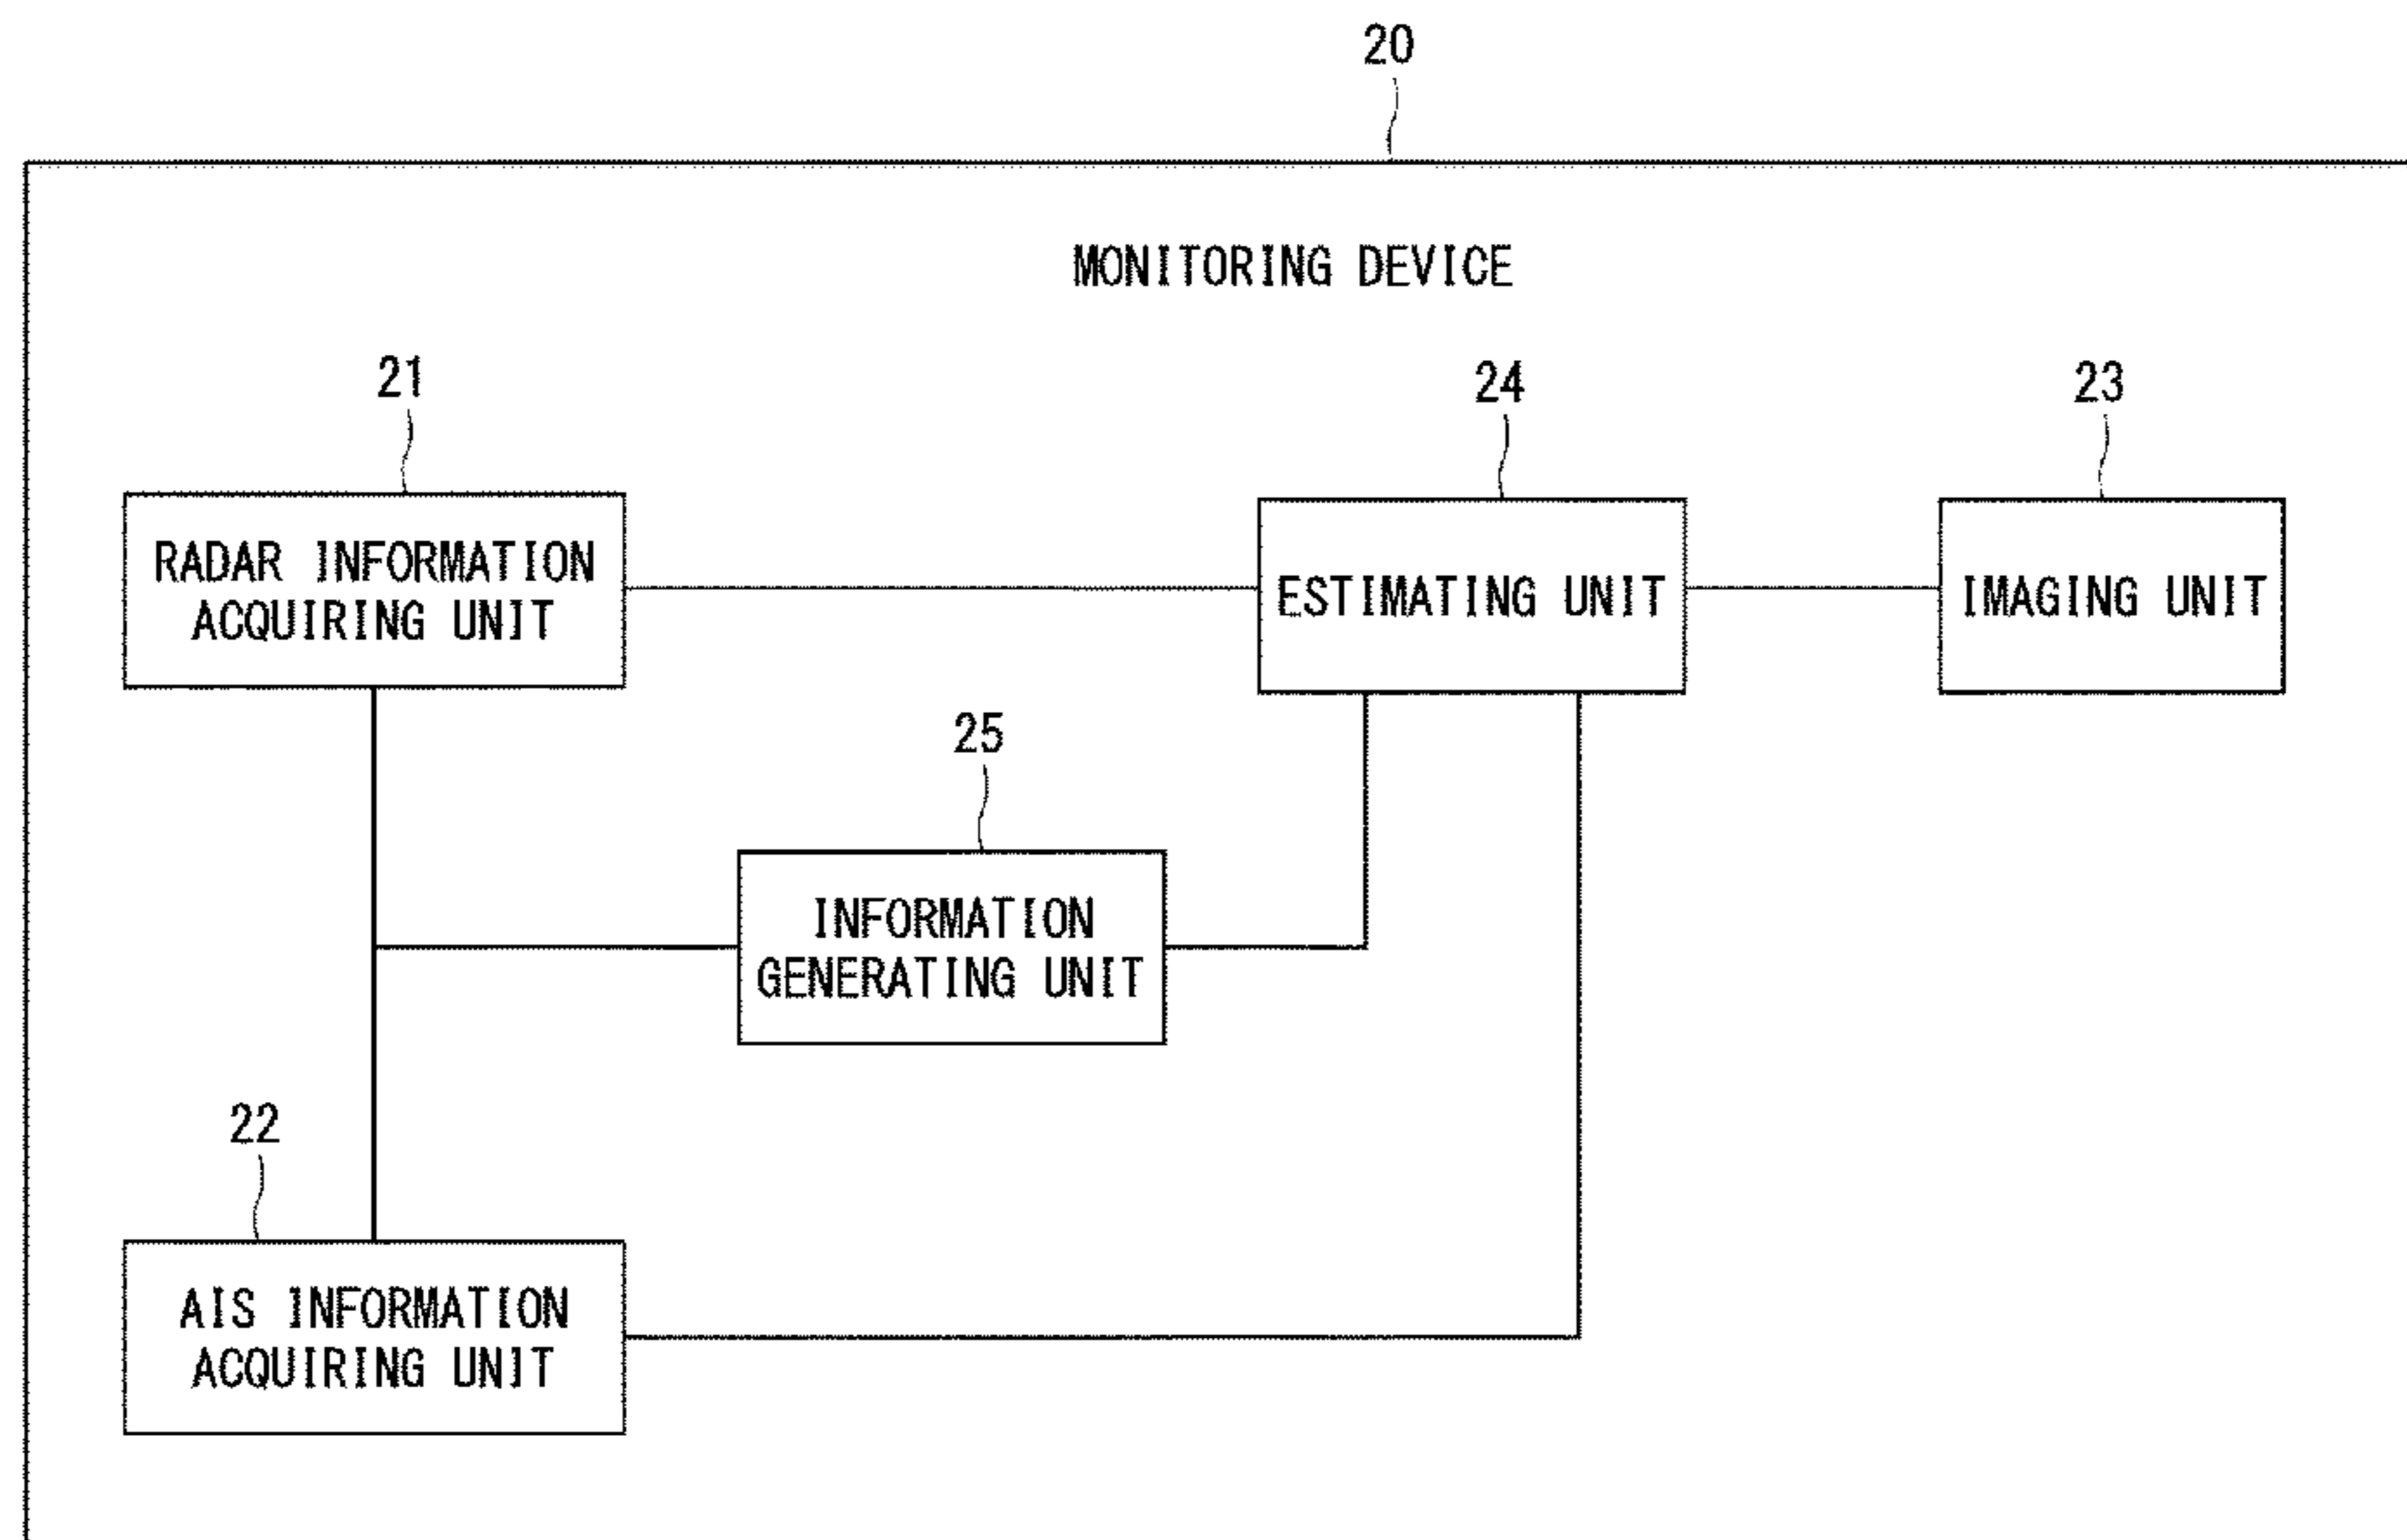 20
MONITORING DEVICE
21
24
23
RADAR INFORMATION
ACQUIRING UNIT
ESTIMATING UNIT
IMAGING UNIT
25
INFORMATION
GENERATING UNIT
22
AIS INFORMATION
ACQUIRING UNIT